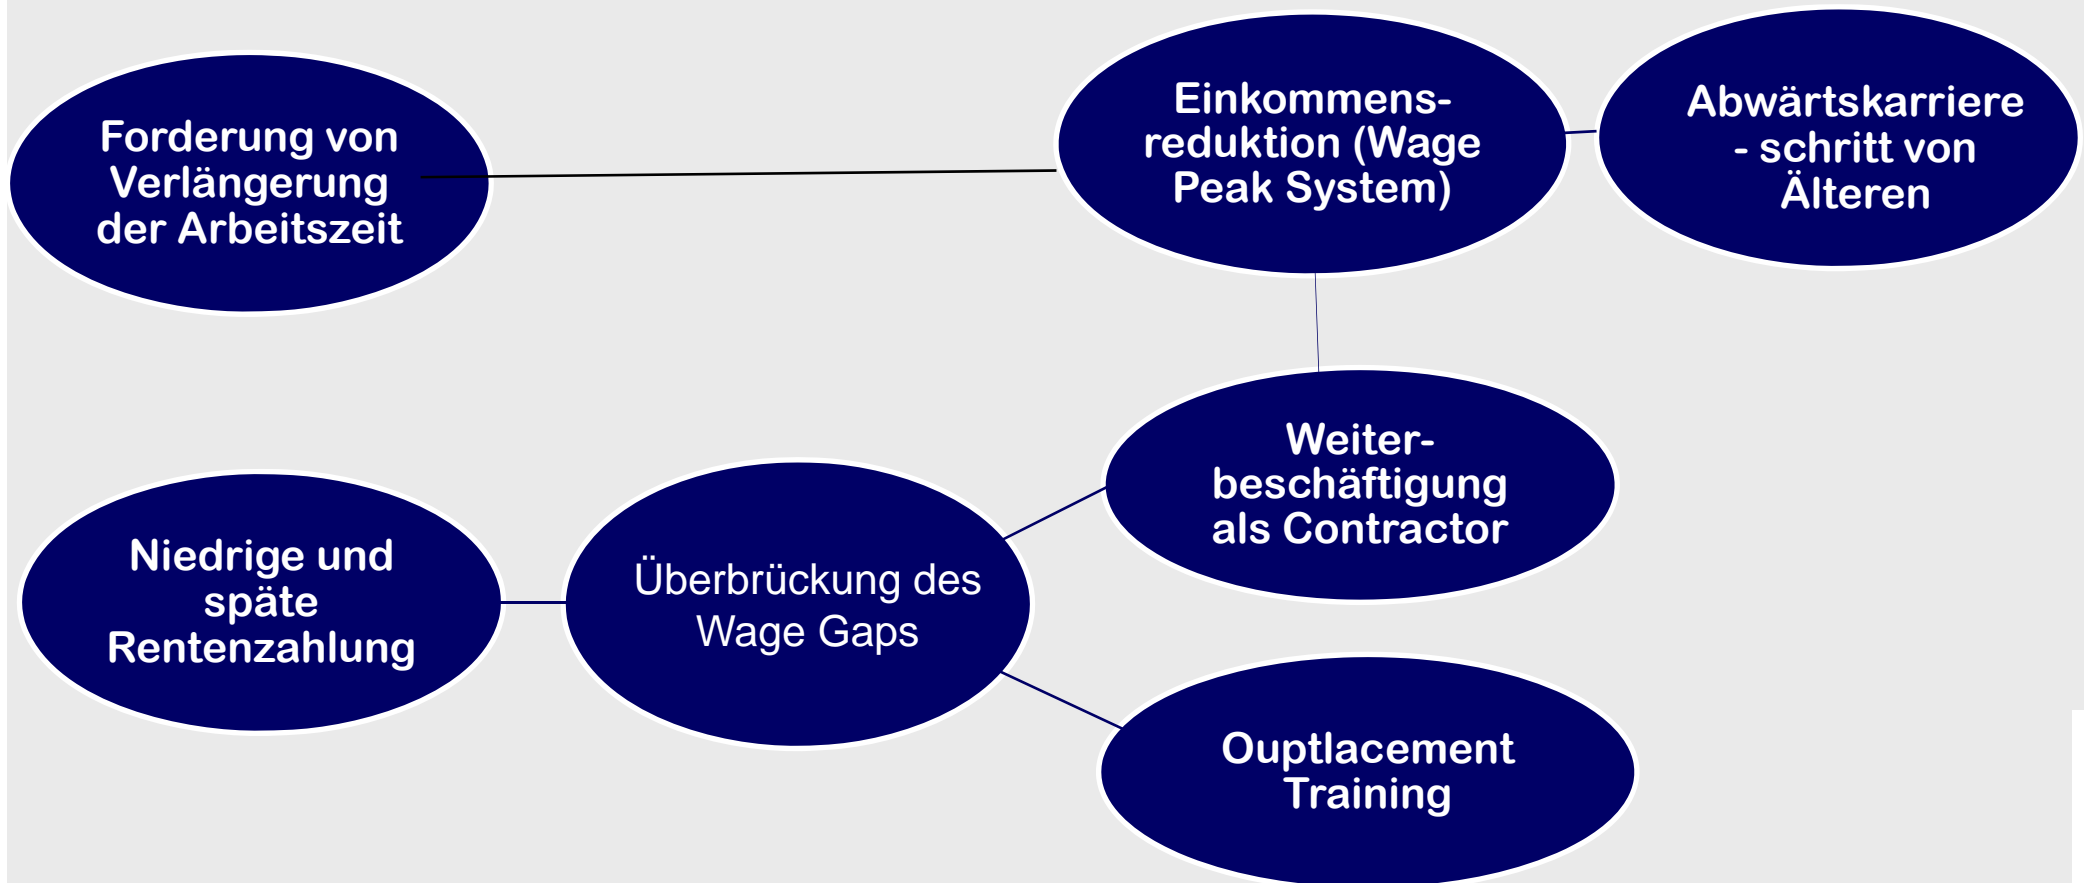 Forderung von
Verlängerung
der Arbeitszeit
Einkommens-
reduktion (Wage
Peak System)
Abwärtskarriere
- schritt von
Älteren
Weiter-
beschäftigung
als Contractor
Niedrige und
späte
Rentenzahlung
Überbrückung des
Wage Gaps
Ouptlacement
Training